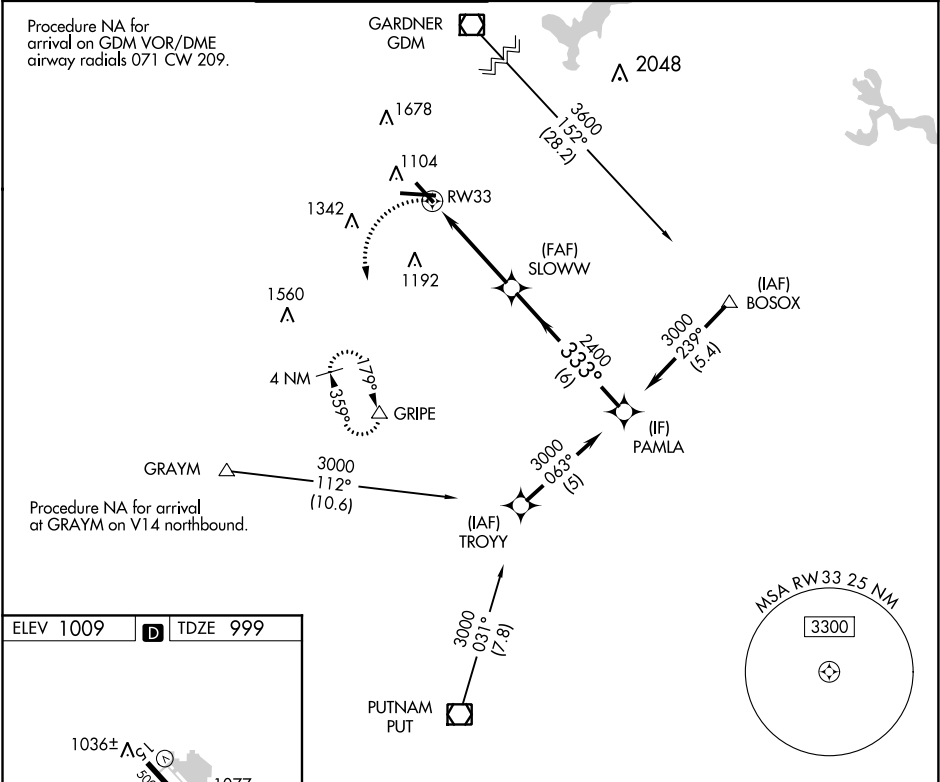 Procedure NA for
arrival on GDM VOR/DME
airway radials 071 CW 209.
GARDNER
GDM
2048
3600
152°
(28.2)
1678
1104
RW33
1342
1192
(FAF)
SLOWW
(IAF)
BOSOX
1560
3000
239°
(5.4)
2400
333°
(6)
4 NM
179°
359°
GRIPE
(IF)
PAMLA
GRAYM
3000
112°
(10.6)
3000
063°
(5)
Procedure NA for arrival
at GRAYM on V14 northbound.
(IAF)
TROYY
3000
031°
(7.8)
MSA RW33 25 NM
3300
ELEV 1009
D
TDZE 999
PUTNAM
PUT
1036±
15
V